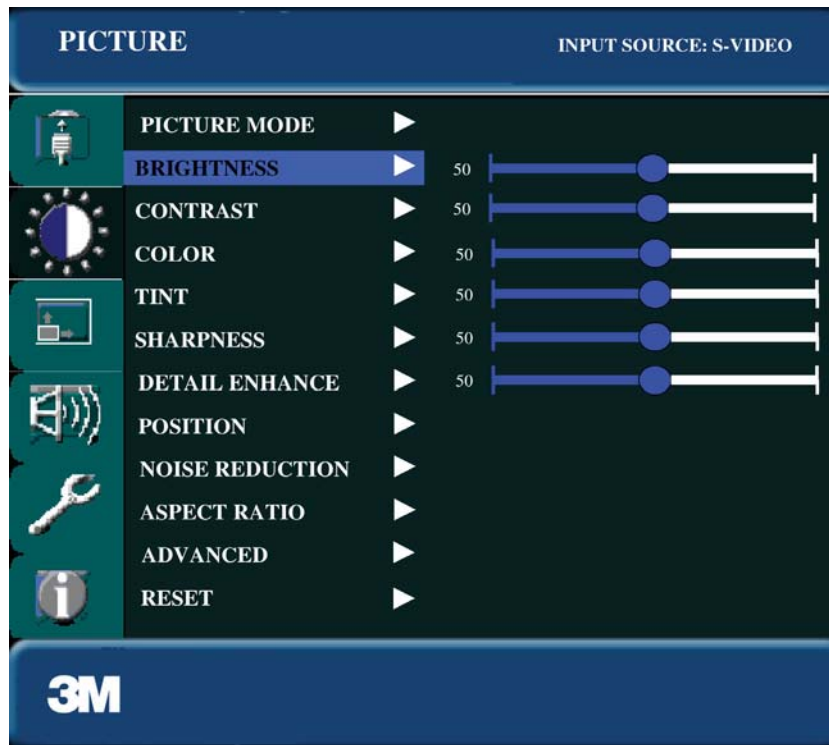 PICTURE
INPUT SOURCE: S-VIDEO
PICTURE MODE
BRIGHTNESS 50
CONTRAST 50
COLOR 50
TINT 50
SHARPNESS 50
DETAIL ENHANCE 50
POSITION
NOISE REDUCTION
ASPECT RATIO
ADVANCED
RESET
3M